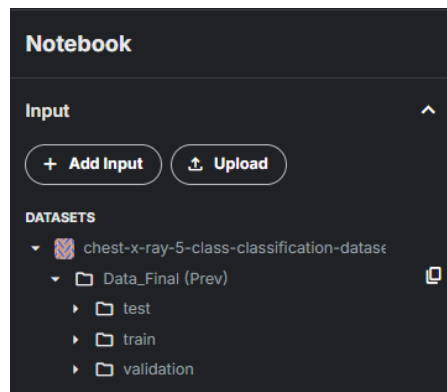 Notebook
Input
+ Add Input
Upload
DATASETS
chest-x-ray-5-class-classification-datase
Data_Final (Prev)
test
train
validation